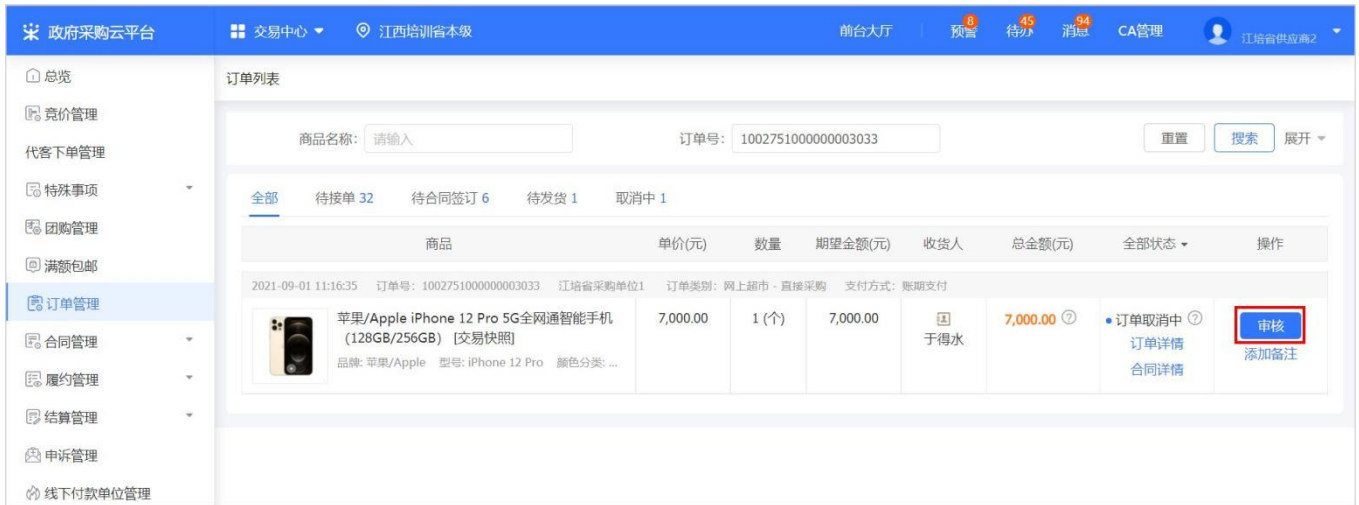 政府采购云平台
交易中心
江西培训省本级
前台大厅
预警 8
待办 45
消息 94
CA管理
江培省供应商2
总览
竞价管理
代客下单管理
特殊事项
团购管理
满额包邮
订单管理
合同管理
履约管理
结算管理
申诉管理
线下付款单位管理
订单列表
商品名称: 请输入
订单号: 1002751000000003033
重置
搜索
展开
全部 待接单 32 待合同签订 6 待发货 1 取消中 1
商品 单价(元) 数量 期望金额(元) 收货人 总金额(元) 全部状态 操作
2021-09-01 11:16:35 订单号: 1002751000000003033 江培省采购单位1 订单类别: 网上超市 - 直接采购 支付方式: 账期支付
苹果/Apple iPhone 12 Pro 5G全网通智能手机
（128GB/256GB） [交易快照]
品牌: 苹果/Apple 型号: iPhone 12 Pro 颜色分类: ...
7,000.00
1 (个)
7,000.00
于得水
7,000.00
订单取消中
订单详情
合同详情
审核
添加备注